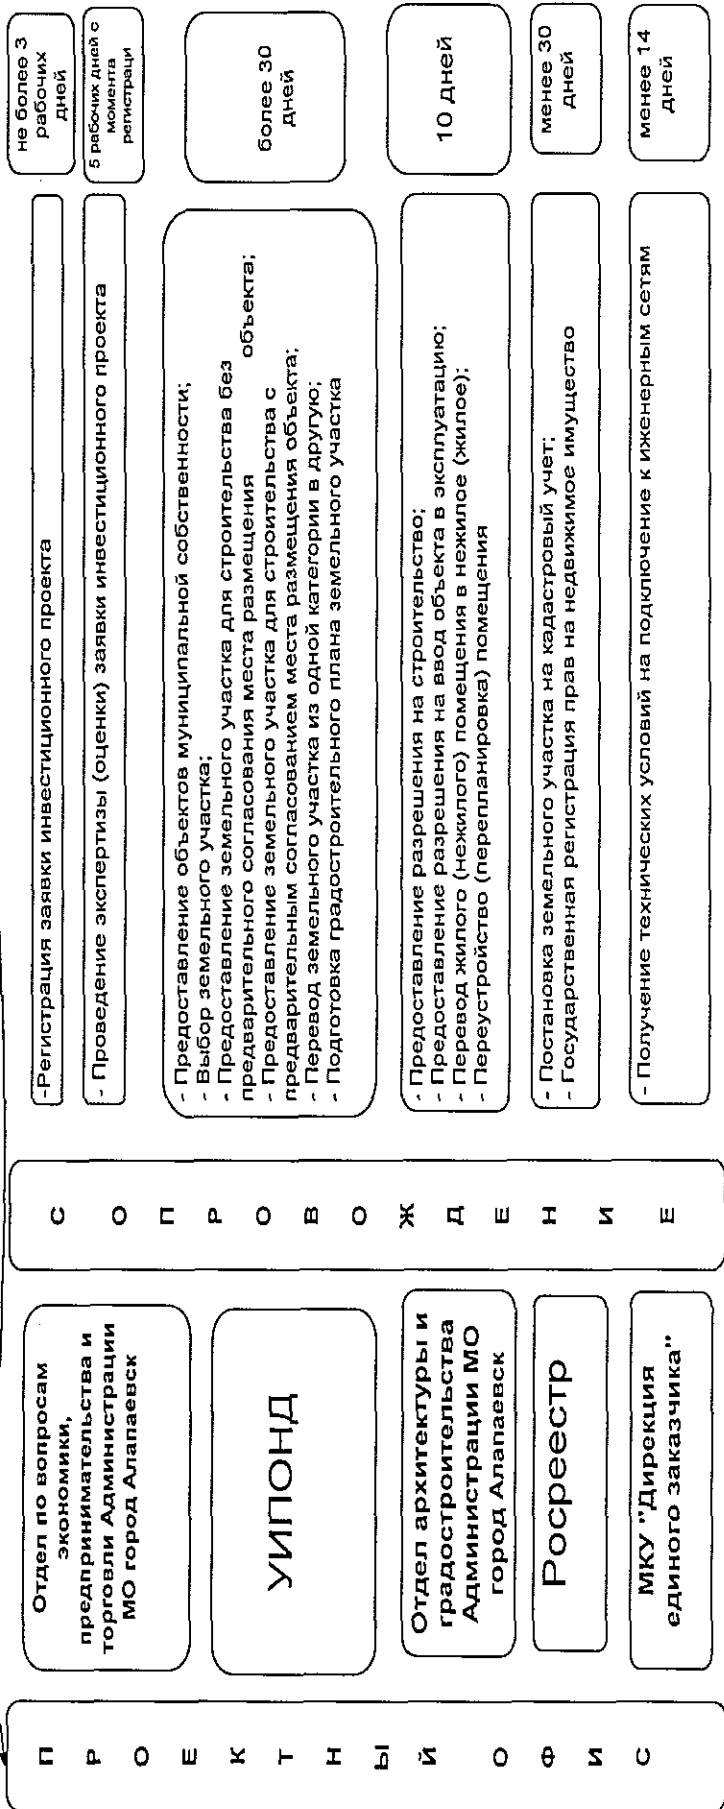 П Р О Е К Т Н Ы Й О Ф И С
Отдел по вопросам
экономики,
предпринимательства и
торговли Администрации
МО город Алапаевск
УИПОНД
Отдел архитектуры и
градостроительства
Администрации МО
город Алапаевск
Росреестр
МКУ "Дирекция
единого заказчика"
С О П Р О В О Ж Д Е Н И Е
-Регистрация заявки инвестиционного проекта
- Проведение экспертизы (оценки) заявки инвестиционного проекта
- Предоставление объектов муниципальной собственности;
- Выбор земельного участка;
- Предоставление земельного участка для строительства без
предварительного согласования места размещения объекта;
- Предоставление земельного участка для строительства с
предварительным согласованием места размещения объекта;
- Перевод земельного участка из одной категории в другую;
- Подготовка градостроительного плана земельного участка
- Предоставление разрешения на строительство;
- Предоставление разрешения на ввод объекта в эксплуатацию;
- Перевод жилого (нежилого) помещения в нежилое (жилое);
- Переустройство (перепланировка) помещения
- Постановка земельного участка на кадастровый учет;
- Государственная регистрация прав на недвижимое имущество
- Получение технических условий на подключение к иженерным сетям
не более 3
рабочих
дней
5 рабочих дней с
момента
регистраци
более 30
дней
10 дней
менее 30
дней
менее 14
дней